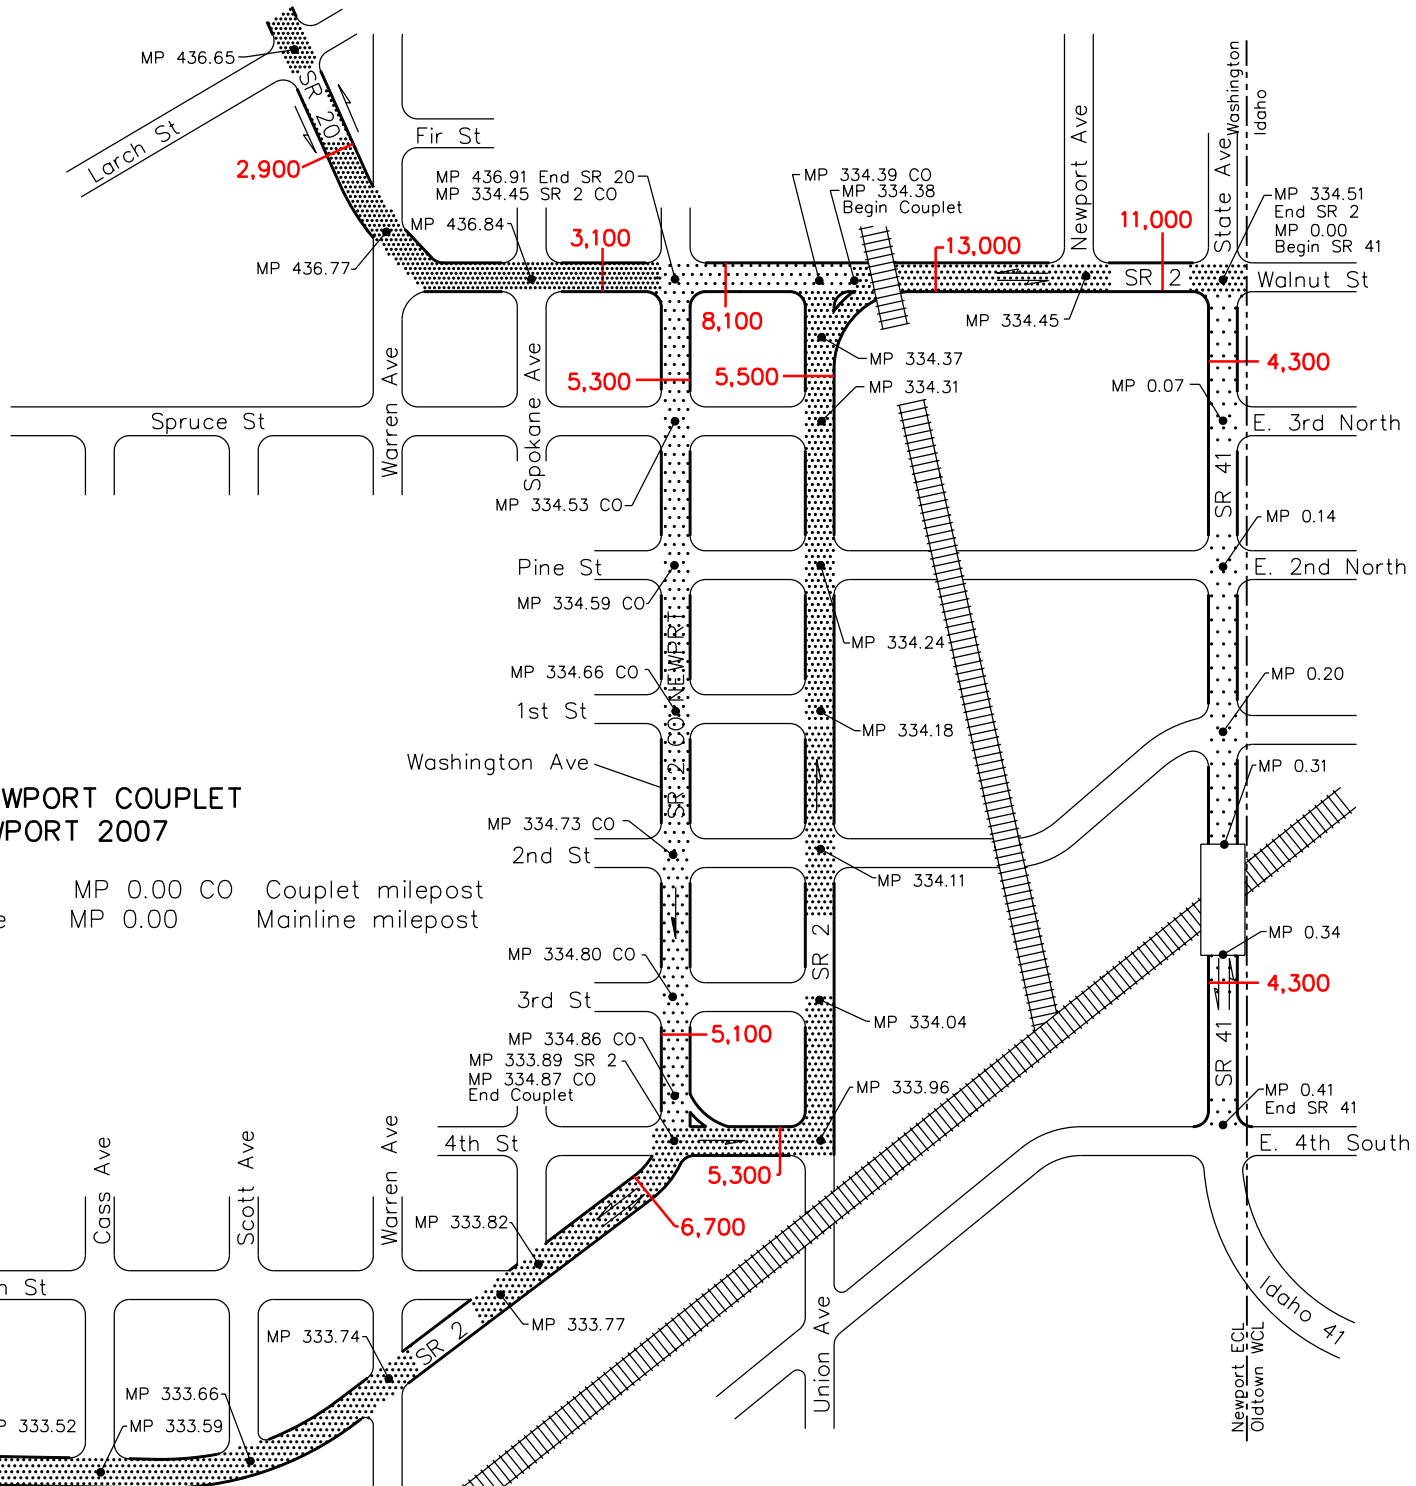 MP 436.65
SR 20
Larch St
2,900
Fir St
MP 436.91 End SR 20
MP 334.45 SR 2 CO
MP 436.84
MP 436.77
3,100
MP 334.39 CO
MP 334.38
Begin Couplet
Newport Ave
State Ave
Washington
Idaho
MP 334.51
End SR 2
MP 0.00
Begin SR 41
11,000
13,000
SR 2
Walnut St
8,100
MP 334.45
MP 334.37
5,300
5,500
MP 334.31
4,300
MP 0.07
Warren Ave
Spokane Ave
Spruce St
E. 3rd North
MP 334.53 CO
SR 41
MP 0.14
Pine St
E. 2nd North
MP 334.59 CO
SR 2 CO NEWPRT
MP 334.24
MP 334.66 CO
MP 0.20
1st St
MP 334.18
Washington Ave
MP 0.31
WPORT COUPLET
WPORT 2007
MP 334.73 CO
2nd St
MP 334.11
MP 0.00 CO Couplet milepost
e MP 0.00 Mainline milepost
SR 2
MP 0.34
MP 334.80 CO
4,300
3rd St
MP 334.04
5,100
MP 334.86 CO
MP 333.89 SR 2
MP 334.87 CO
End Couplet
SR 41
MP 333.96
MP 0.41
End SR 41
4th St
E. 4th South
5,300
Cass Ave
Scott Ave
Warren Ave
MP 333.82
6,700
h St
MP 333.77
SR 2
MP 333.74
Union Ave
Idaho 41
Newport ECL
Oldtown WCL
MP 333.66
P 333.52
MP 333.59